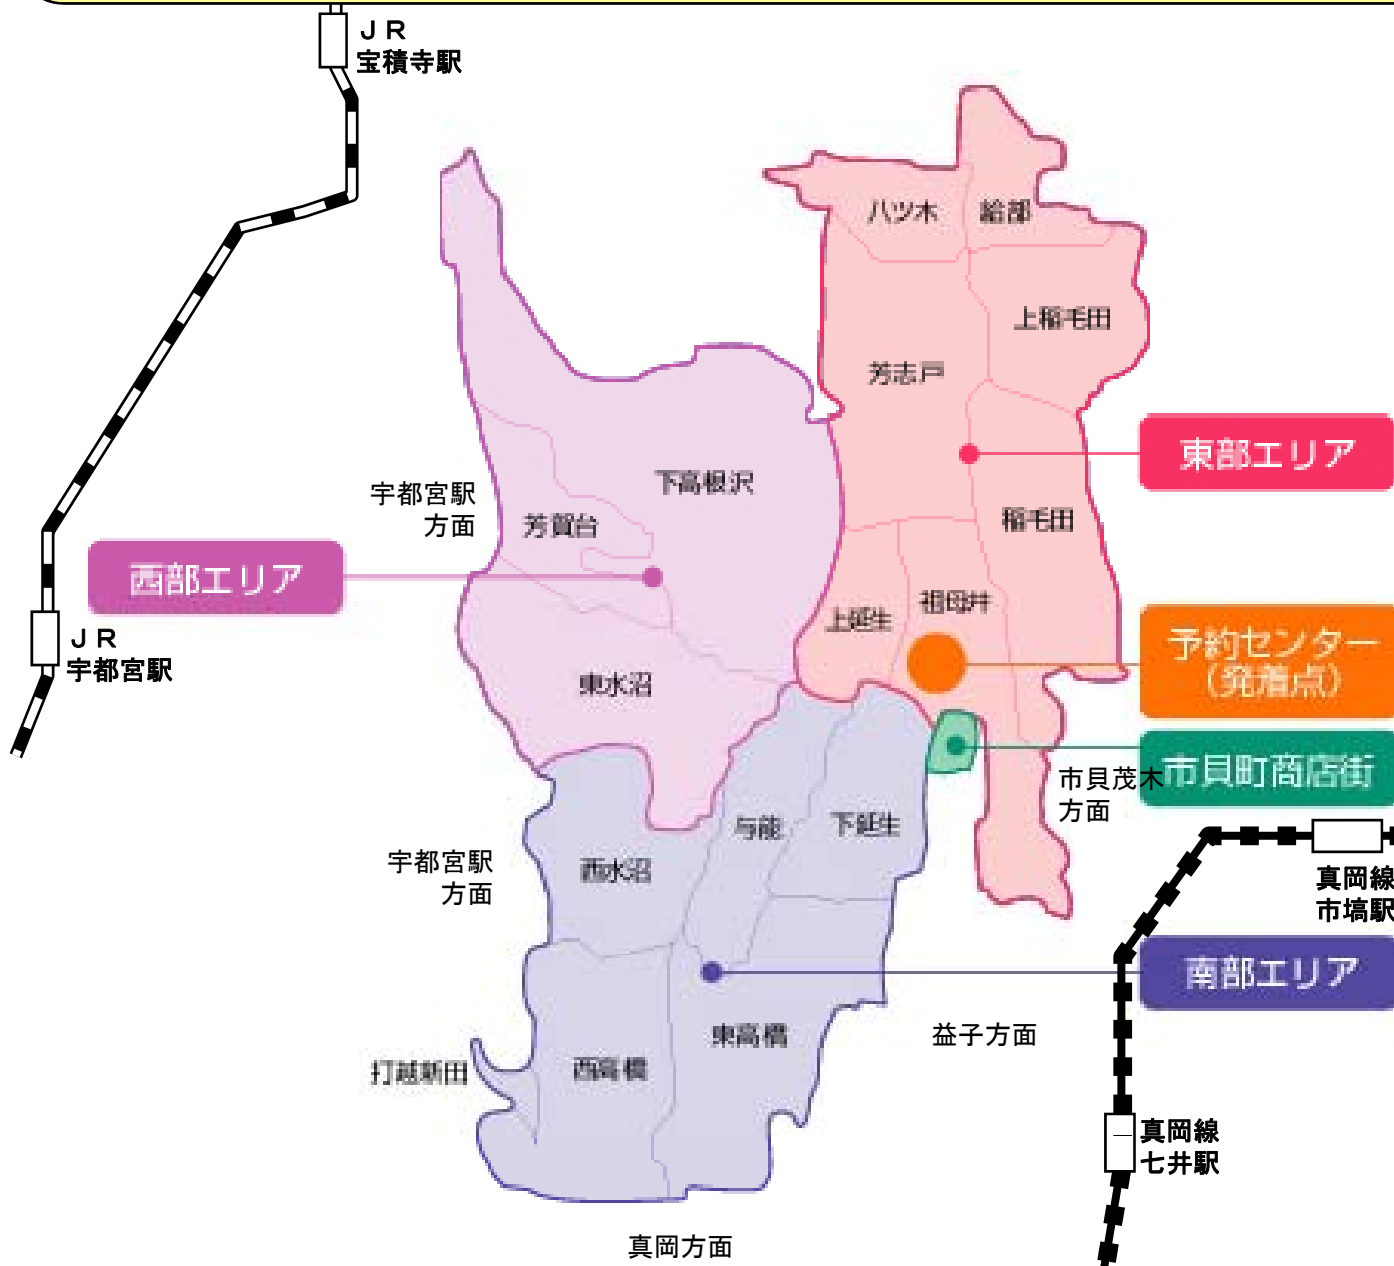 ＪＲ
宝積寺駅
八ツ木
給部
上稲毛田
芳志戸
東部エリア
下高根沢
宇都宮駅
方面
芳賀台
稲毛田
西部エリア
上延生
祖母井
予約センター
（発着点）
ＪＲ
宇都宮駅
東水沼
市貝町商店街
市貝茂木
方面
与能
下延生
宇都宮駅
方面
西水沼
真岡線
市塙駅
南部エリア
東高橋
益子方面
打越新田
西高橋
真岡線
七井駅
真岡方面